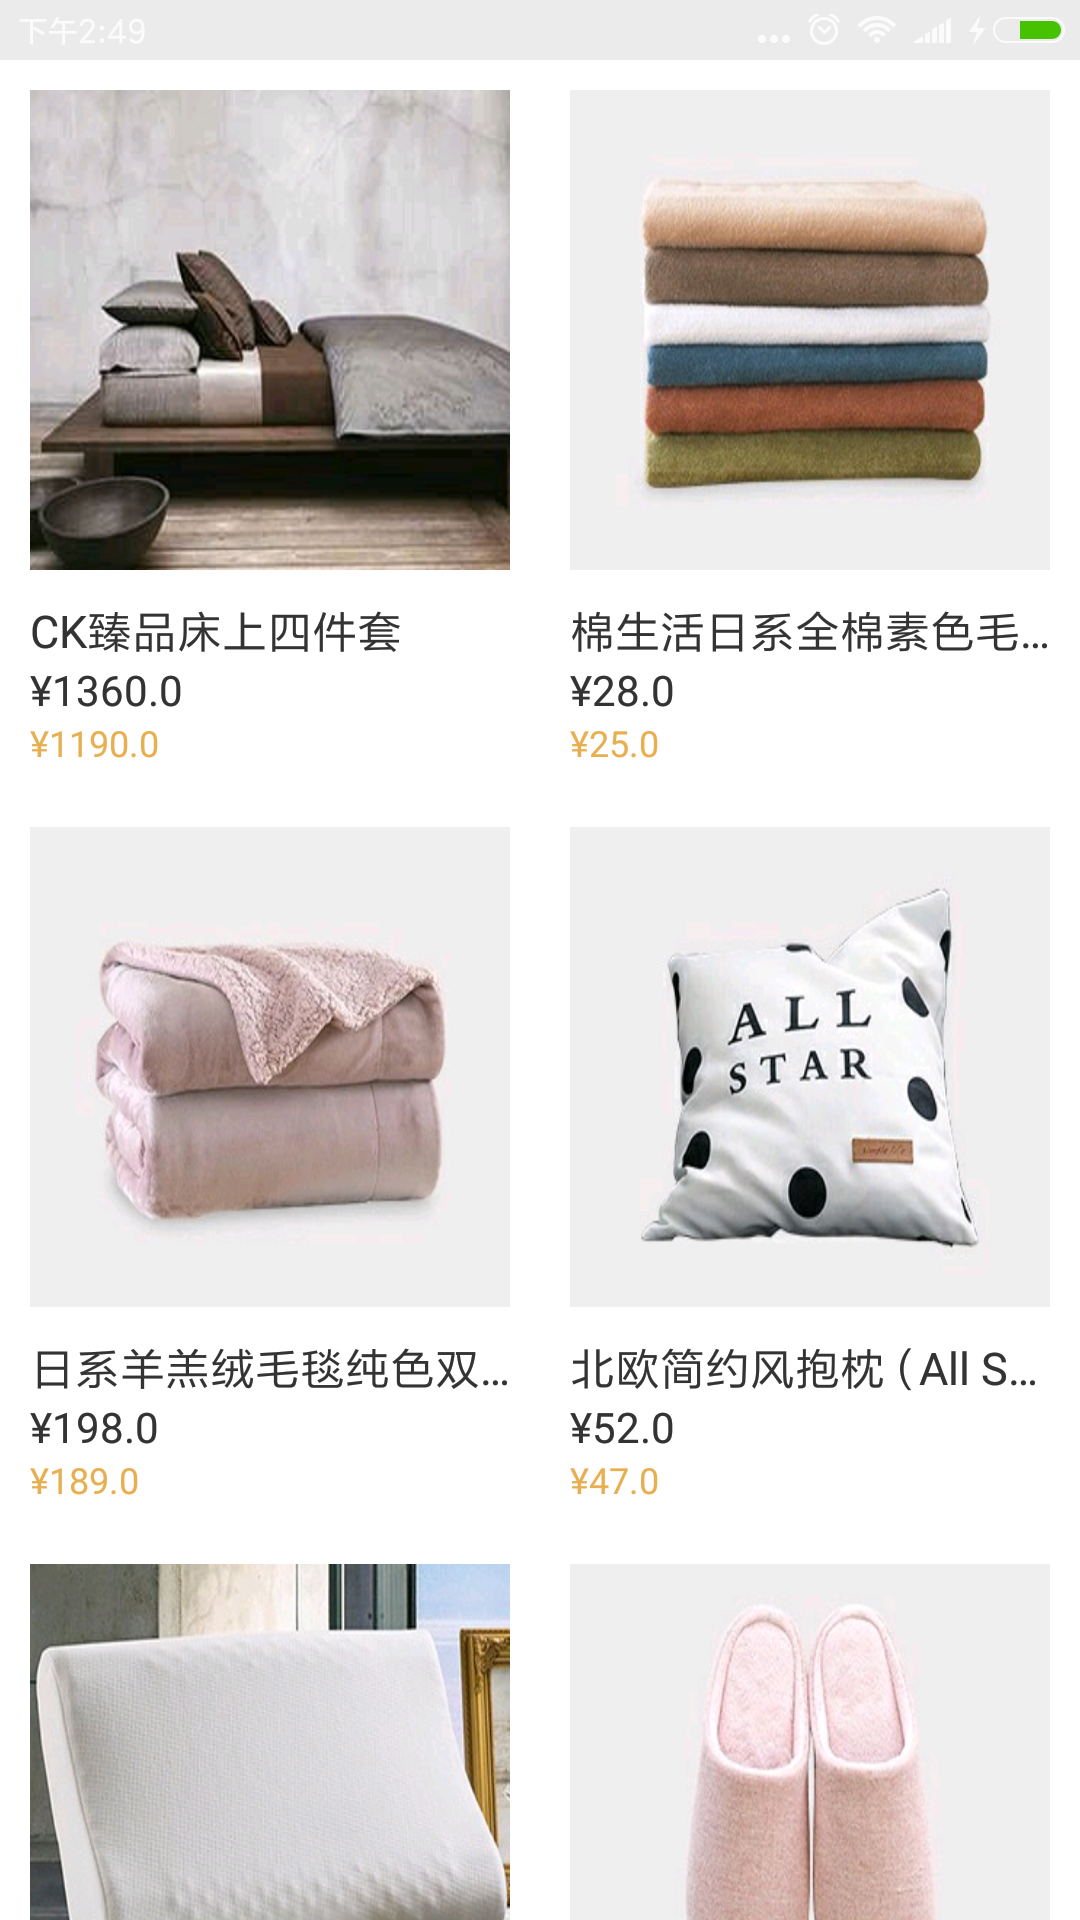 下午2:49
CK臻品床上四件套
¥1360.0
¥1190.0
棉生活日系全棉素色毛...
¥28.0
¥25.0
ALL
STAR
simple life
日系羊羔绒毛毯纯色双...
¥198.0
¥189.0
北欧简约风抱枕（All S...
¥52.0
¥47.0